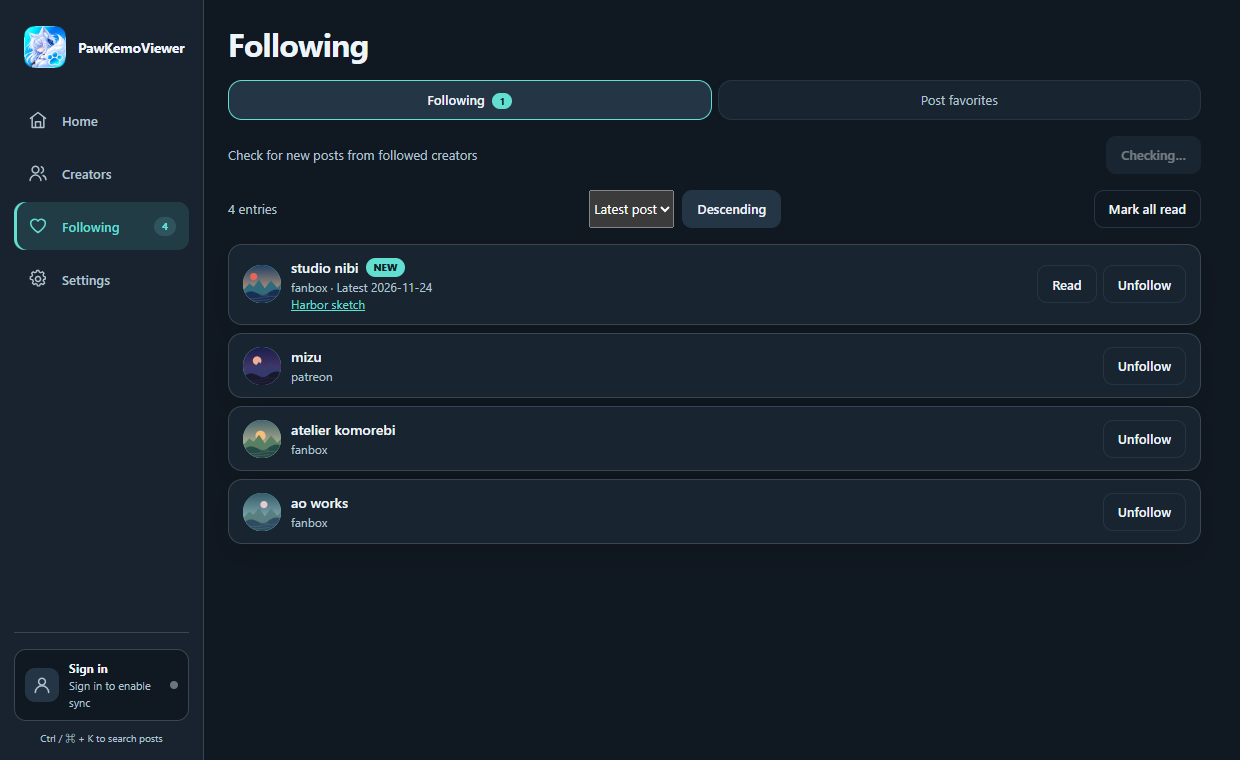 PawKemoViewer
Home
Creators
Following 4
Settings
Sign in
Sign in to enable
sync
Ctrl / ⌘ + K to search posts
Following
Following 1
Post favorites
Check for new posts from followed creators
Checking...
4 entries
Latest post
Descending
Mark all read
studio nibi NEW
fanbox · Latest 2026-11-24
Harbor sketch
Read
Unfollow
mizu
patreon
Unfollow
atelier komorebi
fanbox
Unfollow
ao works
fanbox
Unfollow